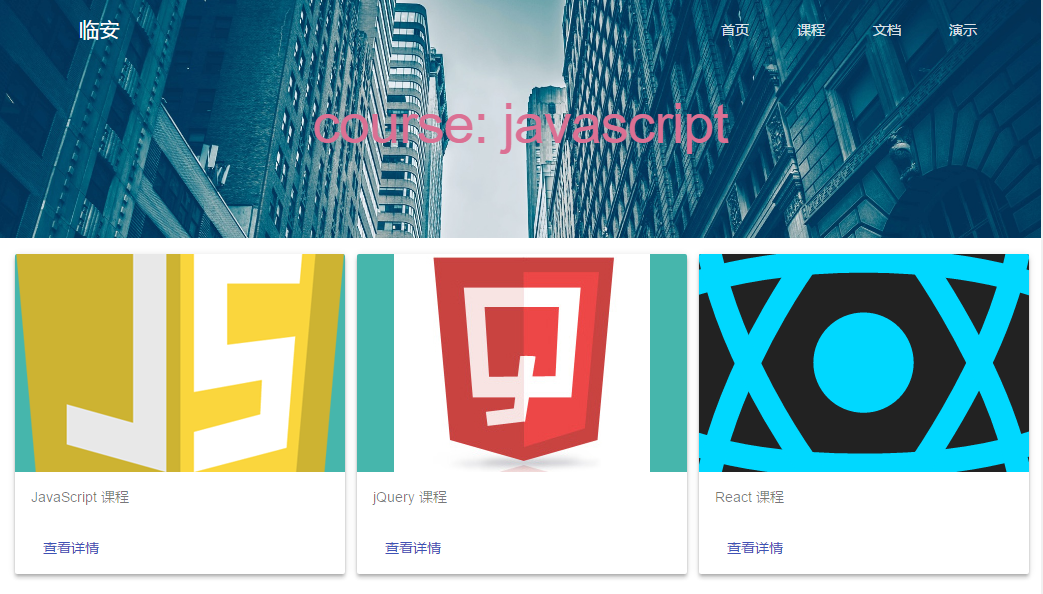 临安
首页 课程 文档 演示
course: javascript
JS
JavaScript 课程
jQuery 课程
React 课程
查看详情
查看详情
查看详情